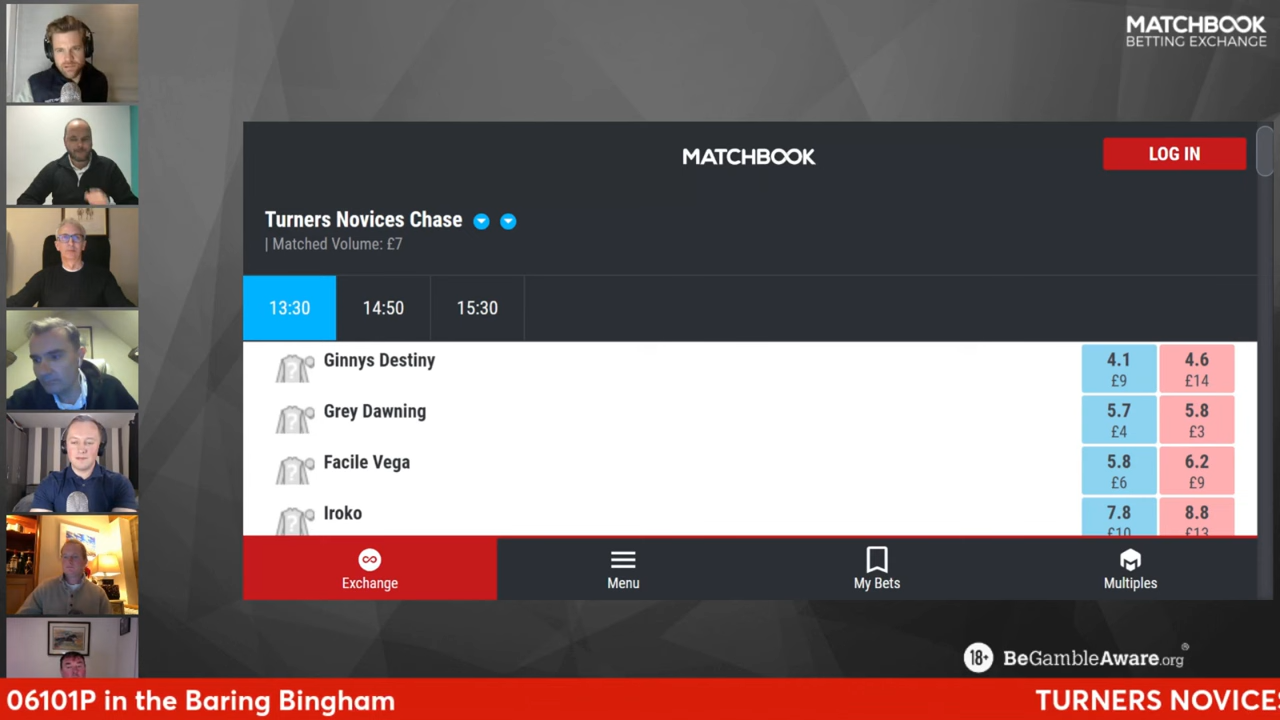 MATCHBOOK
BETTING EXCHANGE
MATCHBOOK
LOG IN
Turners Novices Chase
| Matched Volume: £7
13:30 14:50 15:30
Ginnys Destiny 4.1 4.6
£9 £14
Grey Dawning 5.7 5.8
£4 £3
Facile Vega 5.8 6.2
£6 £9
Iroko 7.8 8.8
£10 £13
Exchange Menu My Bets Multiples
18+ BeGambleAware.org
06101P in the Baring Bingham TURNERS NOVICES